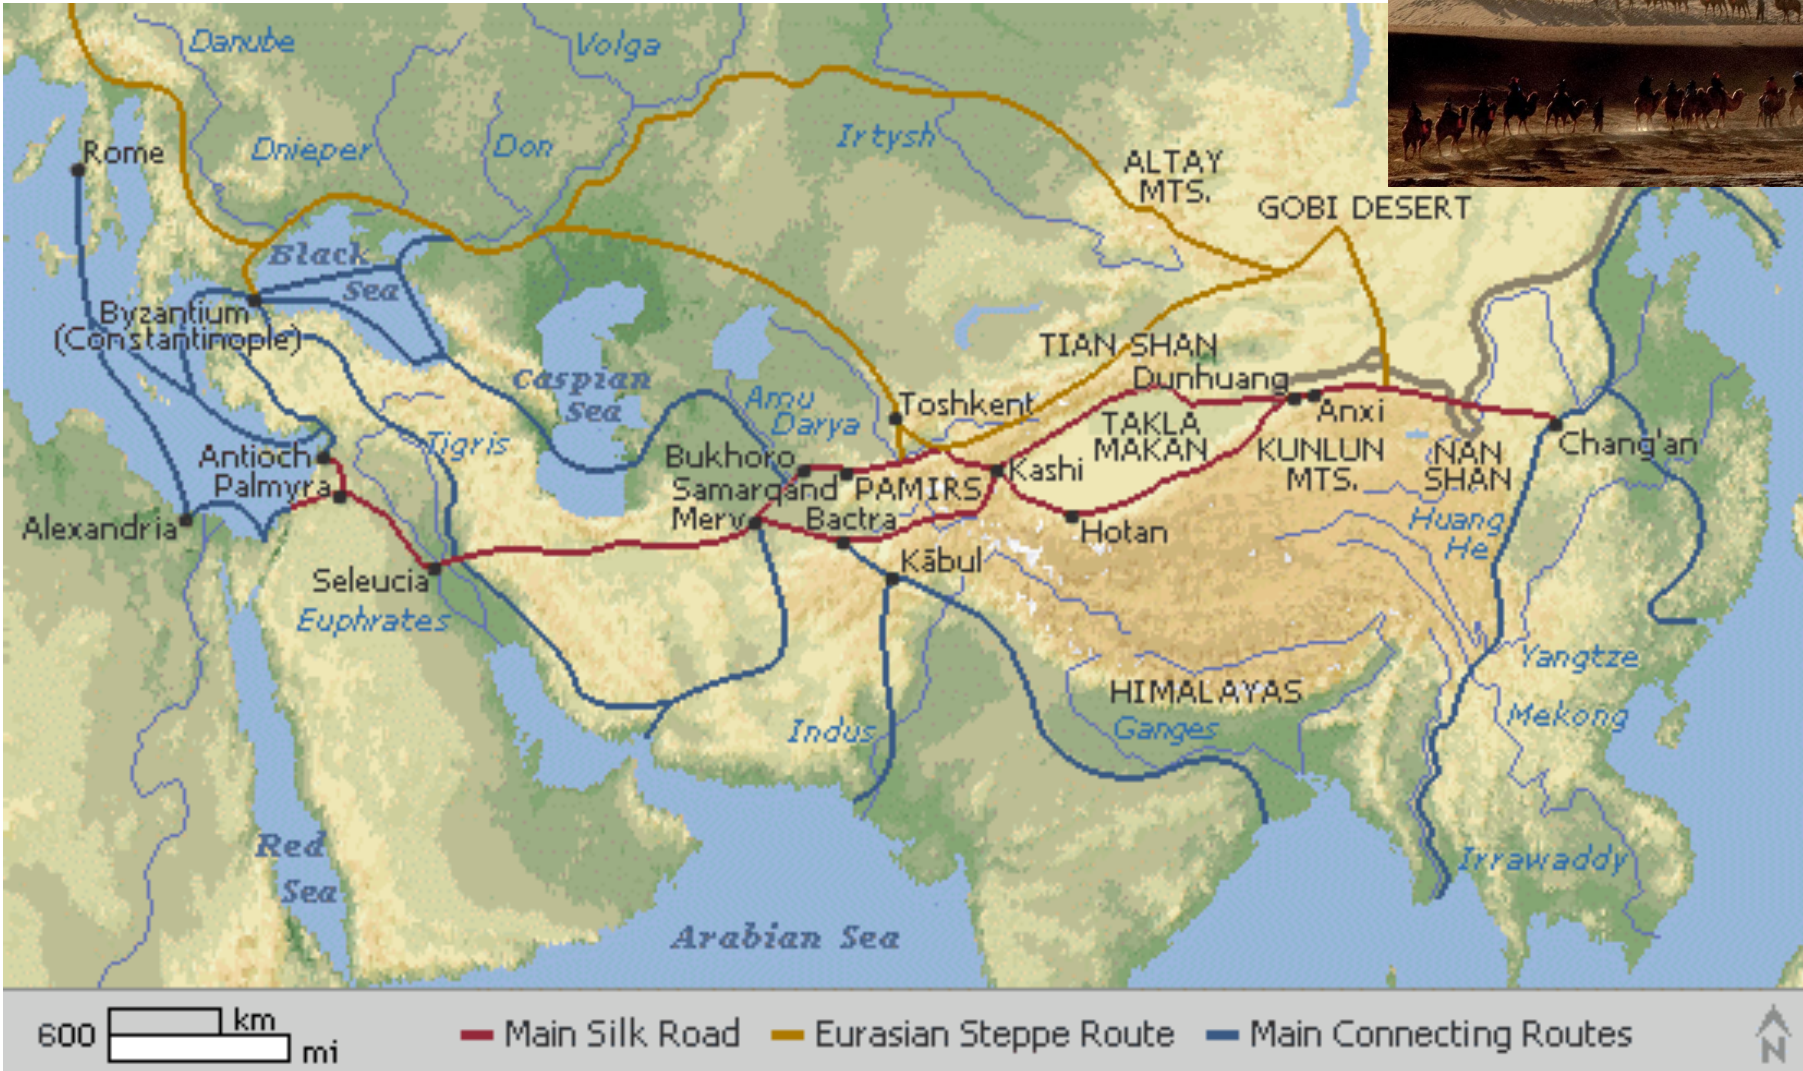 Danube
Volga
Rome
Dnieper
Don
Irtysh
ALTAY
MTS.
GOBI DESERT
Black
Sea
Byzantium
(Constantinople)
TIAN SHAN
Caspian
Sea
Dunhuang
Amu
Darya
Toshkent
Anxi
TAKLA
MAKAN
Tigris
KUNLUN
MTS.
NAN
SHAN
Chang'an
Antioch
Bukhoro
Kashi
Palmyra
Samarqand
PAMIRS
Alexandria
Merv
Bactra
Hotan
Huang
He
Seleucia
Kābul
Euphrates
Yangtze
HIMALAYAS
Indus
Ganges
Mekong
Red
Sea
Irrawaddy
Arabian Sea
600
km
mi
Main Silk Road
Eurasian Steppe Route
Main Connecting Routes
N